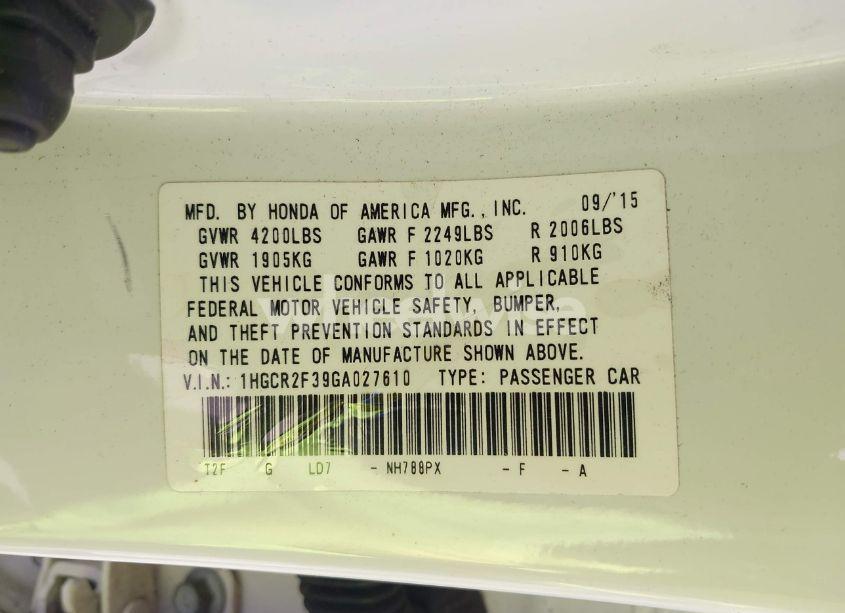 MFD. BY HONDA OF AMERICA MFG., INC. 09/'15
GVWR 4200LBS GAWR F 2249LBS R 2006LBS
GVWR 1905KG GAWR F 1020KG R 910KG
THIS VEHICLE CONFORMS TO ALL APPLICABLE
FEDERAL MOTOR VEHICLE SAFETY, BUMPER,
AND THEFT PREVENTION STANDARDS IN EFFECT
ON THE DATE OF MANUFACTURE SHOWN ABOVE.
V.I.N.: 1HGCR2F39GA027610 TYPE: PASSENGER CAR
T2F G LD7 - NH788PX - F - A